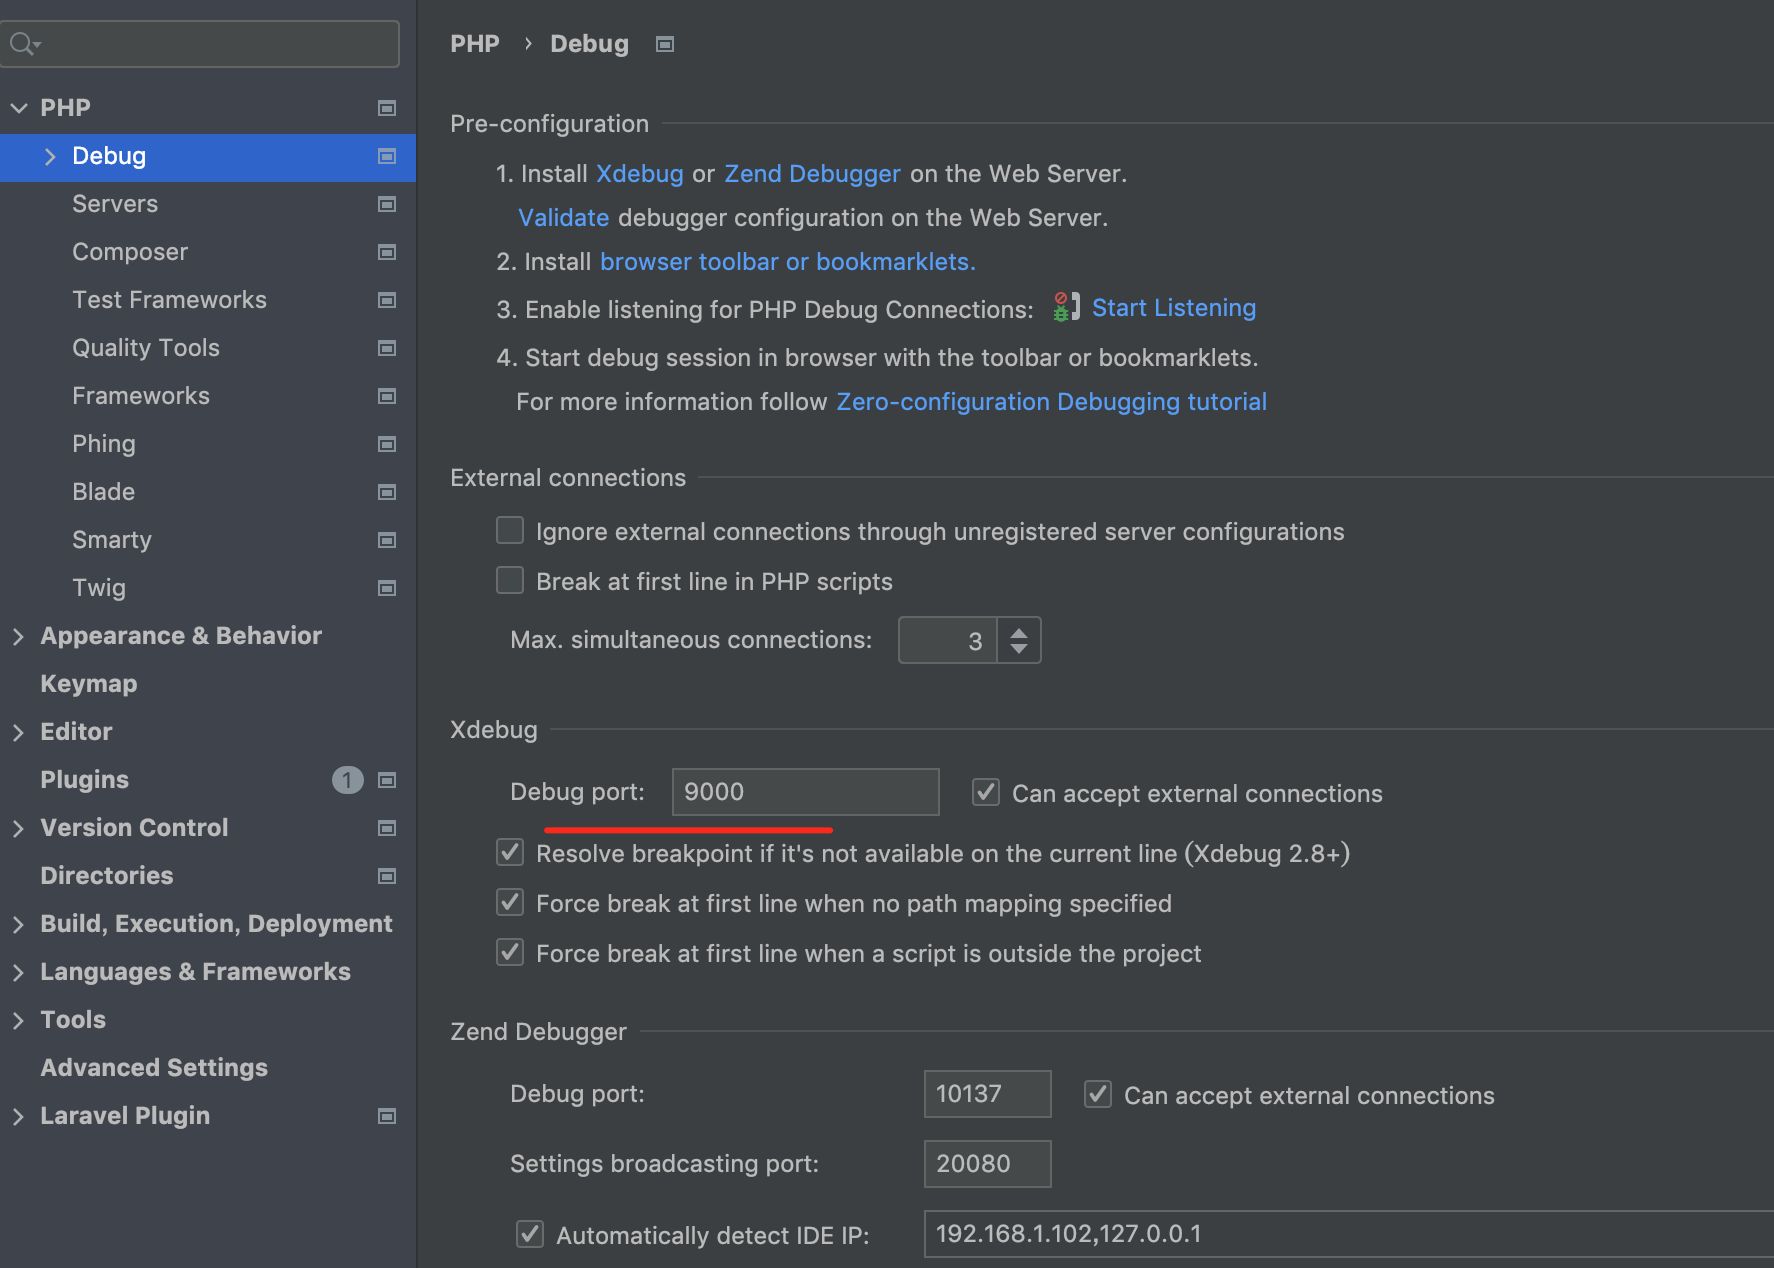 PHP
Debug
Servers
Composer
Test Frameworks
Quality Tools
Frameworks
Phing
Blade
Smarty
Twig
Appearance & Behavior
Keymap
Editor
Plugins 1
Version Control
Directories
Build, Execution, Deployment
Languages & Frameworks
Tools
Advanced Settings
Laravel Plugin
PHP › Debug
Pre-configuration
1. Install Xdebug or Zend Debugger on the Web Server.
Validate debugger configuration on the Web Server.
2. Install browser toolbar or bookmarklets.
3. Enable listening for PHP Debug Connections: Start Listening
4. Start debug session in browser with the toolbar or bookmarklets.
For more information follow Zero-configuration Debugging tutorial
External connections
Ignore external connections through unregistered server configurations
Break at first line in PHP scripts
Max. simultaneous connections: 3
Xdebug
Debug port: 9000 Can accept external connections
Resolve breakpoint if it's not available on the current line (Xdebug 2.8+)
Force break at first line when no path mapping specified
Force break at first line when a script is outside the project
Zend Debugger
Debug port: 10137 Can accept external connections
Settings broadcasting port: 20080
Automatically detect IDE IP: 192.168.1.102,127.0.0.1